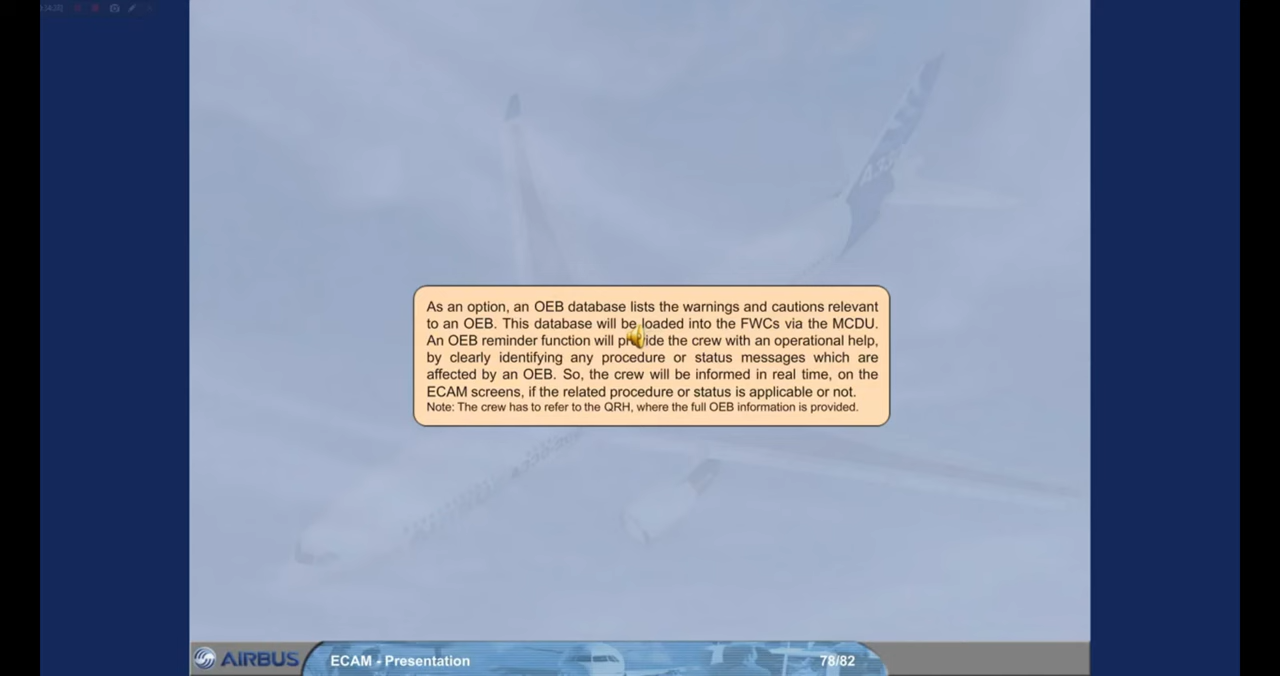 As an option, an OEB database lists the warnings and cautions relevant
to an OEB. This database will be loaded into the FWCs via the MCDU.
An OEB reminder function will provide the crew with an operational help,
by clearly identifying any procedure or status messages which are
affected by an OEB. So, the crew will be informed in real time, on the
ECAM screens, if the related procedure or status is applicable or not.
Note: The crew has to refer to the QRH, where the full OEB information is provided.
AIRBUS ECAM - Presentation 78/82